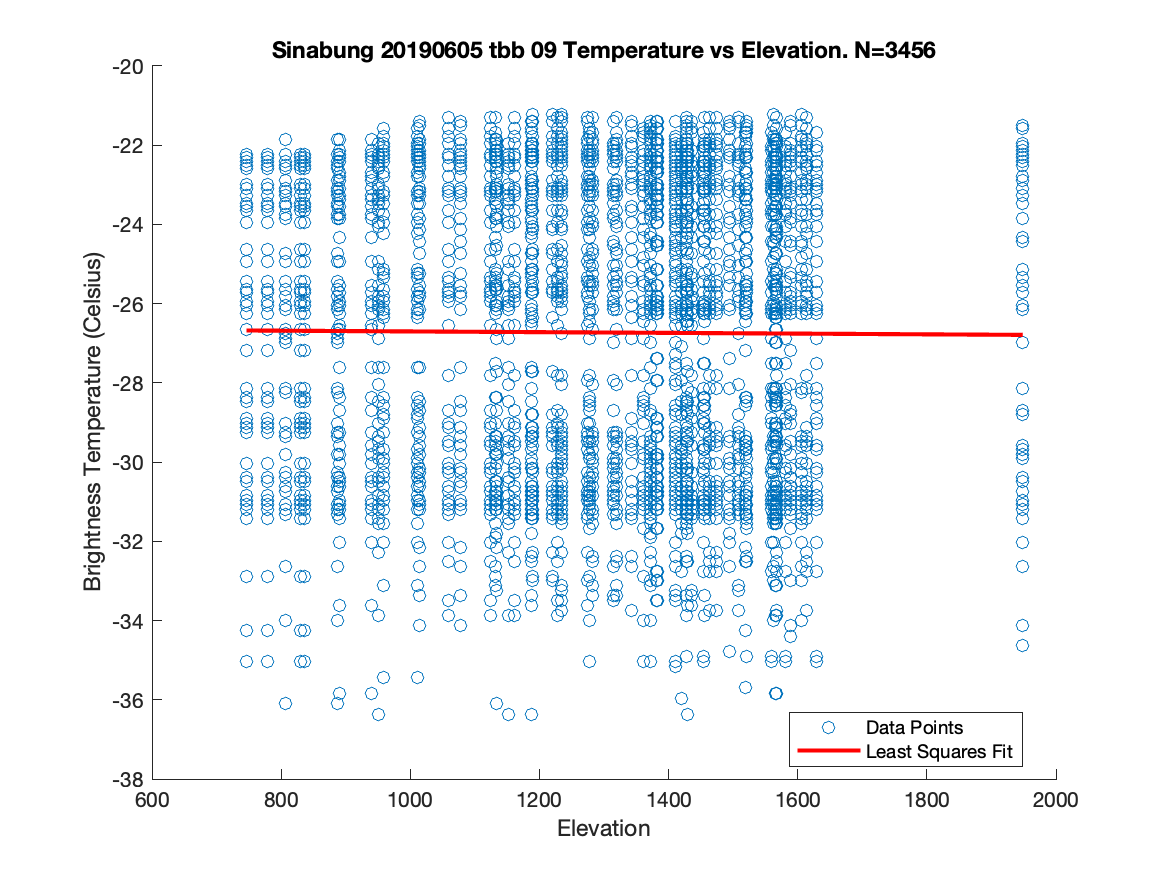 Sinabung 20190605 tbb 09 Temperature vs Elevation. N=3456
-20
-22
-24
-26
-28
-30
-32
-34
-36
-38
Brightness Temperature (Celsius)
600 800 1000 1200 1400 1600 1800 2000
Elevation
Data Points
Least Squares Fit